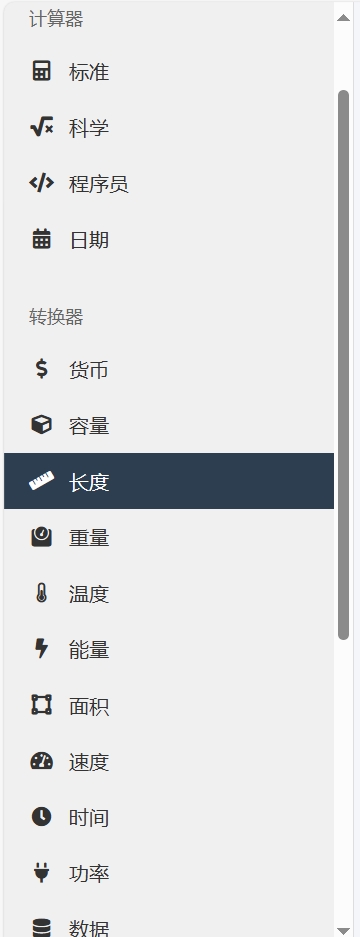 计算器
标准
科学
程序员
日期
转换器
货币
容量
长度
重量
温度
能量
面积
速度
时间
功率
数据